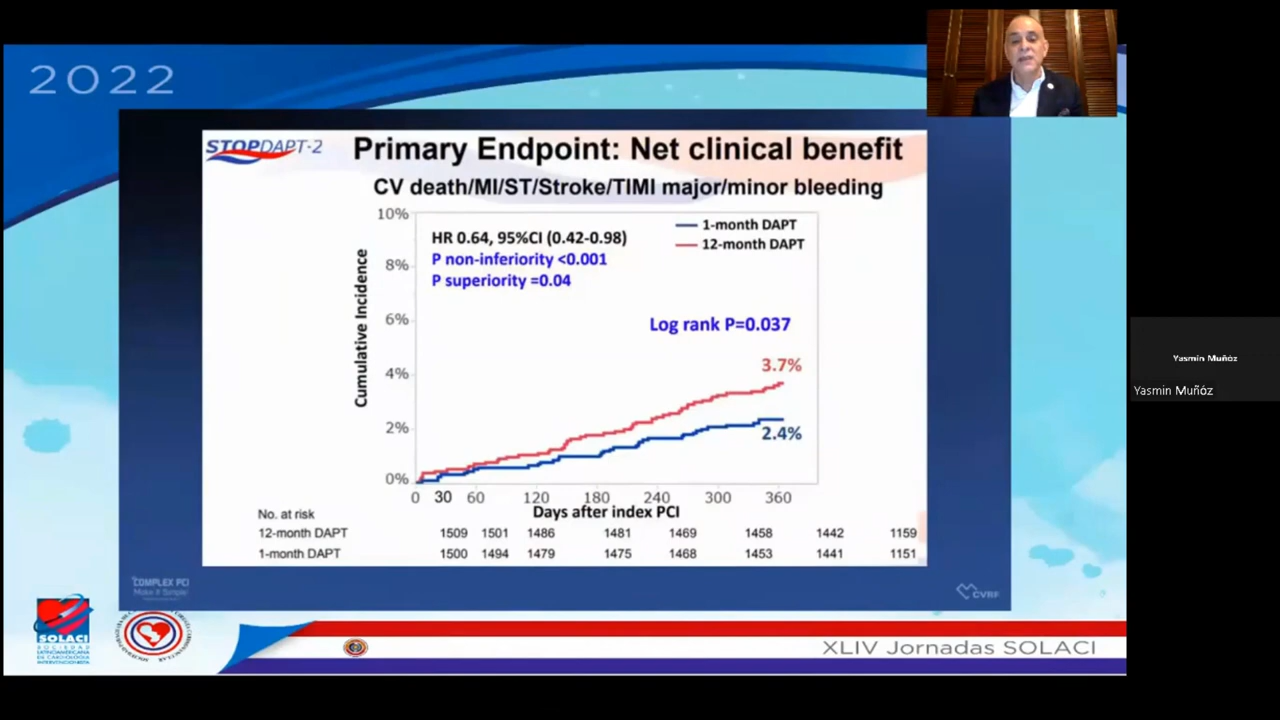 2022
STOPDAPT-2
Primary Endpoint: Net clinical benefit
CV death/MI/ST/Stroke/TIMI major/minor bleeding
10%
8%
6%
4%
2%
0%
Cumulative Incidence
HR 0.64, 95%CI (0.42-0.98)
P non-inferiority <0.001
P superiority =0.04
1-month DAPT
12-month DAPT
Log rank P=0.037
3.7%
2.4%
0 30 60 120 180 240 300 360
Days after index PCI
No. at risk
12-month DAPT 1509 1501 1486 1481 1469 1458 1442 1159
1-month DAPT 1500 1494 1479 1475 1468 1453 1441 1151
COMPLEX PCI
Make It Simple!
CVRF
SOLACI
SOCIEDAD
LATINOAMERICANA
DE CARDIOLOGIA
INTERVENCIONISTA
XLIV Jornadas SOLACI
Yasmin Muñóz
Yasmin Muñóz